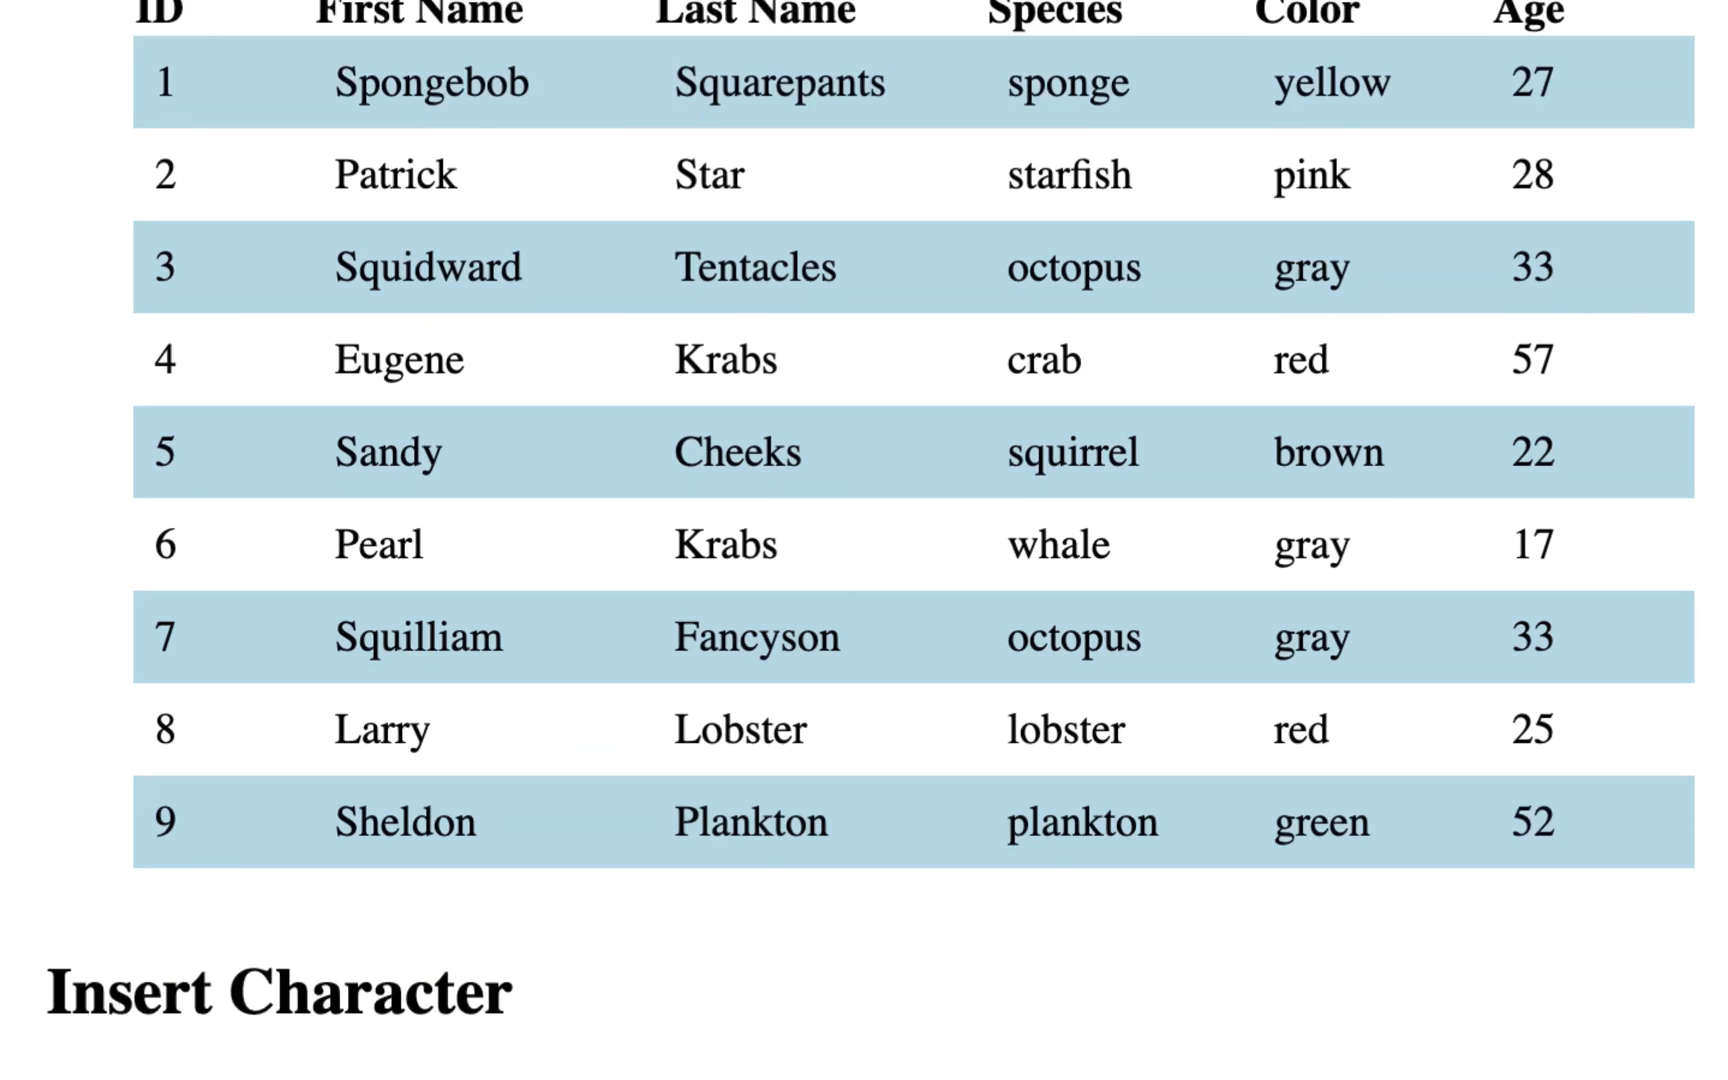 ID First Name Last Name Species Color Age
1 Spongebob Squarepants sponge yellow 27
2 Patrick Star starfish pink 28
3 Squidward Tentacles octopus gray 33
4 Eugene Krabs crab red 57
5 Sandy Cheeks squirrel brown 22
6 Pearl Krabs whale gray 17
7 Squilliam Fancyson octopus gray 33
8 Larry Lobster lobster red 25
9 Sheldon Plankton plankton green 52
Insert Character